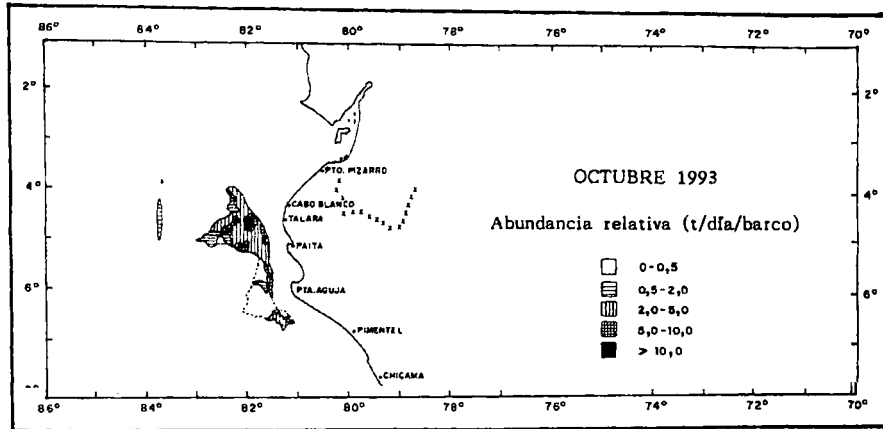 86° 84° 82° 80° 78° 76° 74° 72° 70°
2° 2°
PTO. PIZARRO
OCTUBRE 1993
4° 4°
CABO BLANCO
TALARA
Abundancia relativa (t/día/barco)
PAITA
0-0,5
0,5-2,0
6° PTA. AGUJA 6°
2,0-5,0
5,0-10,0
PIMENTEL
> 10,0
CHICAMA
86° 84° 82° 80° 78° 76° 74° 72° 70°